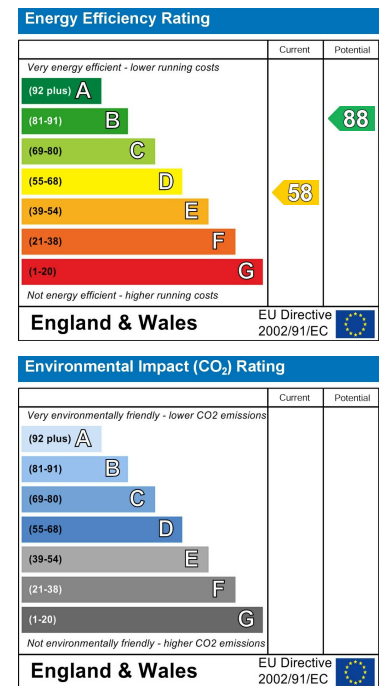 Energy Efficiency Rating
Current Potential
Very energy efficient - lower running costs
(92 plus) A
(81-91) B
88
(69-80) C
(55-68) D
58
(39-54) E
(21-38) F
(1-20) G
Not energy efficient - higher running costs
England & Wales
EU Directive
2002/91/EC
Environmental Impact (CO₂) Rating
Current Potential
Very environmentally friendly - lower CO2 emissions
(92 plus) A
(81-91) B
(69-80) C
(55-68) D
(39-54) E
(21-38) F
(1-20) G
Not environmentally friendly - higher CO2 emissions
England & Wales
EU Directive
2002/91/EC